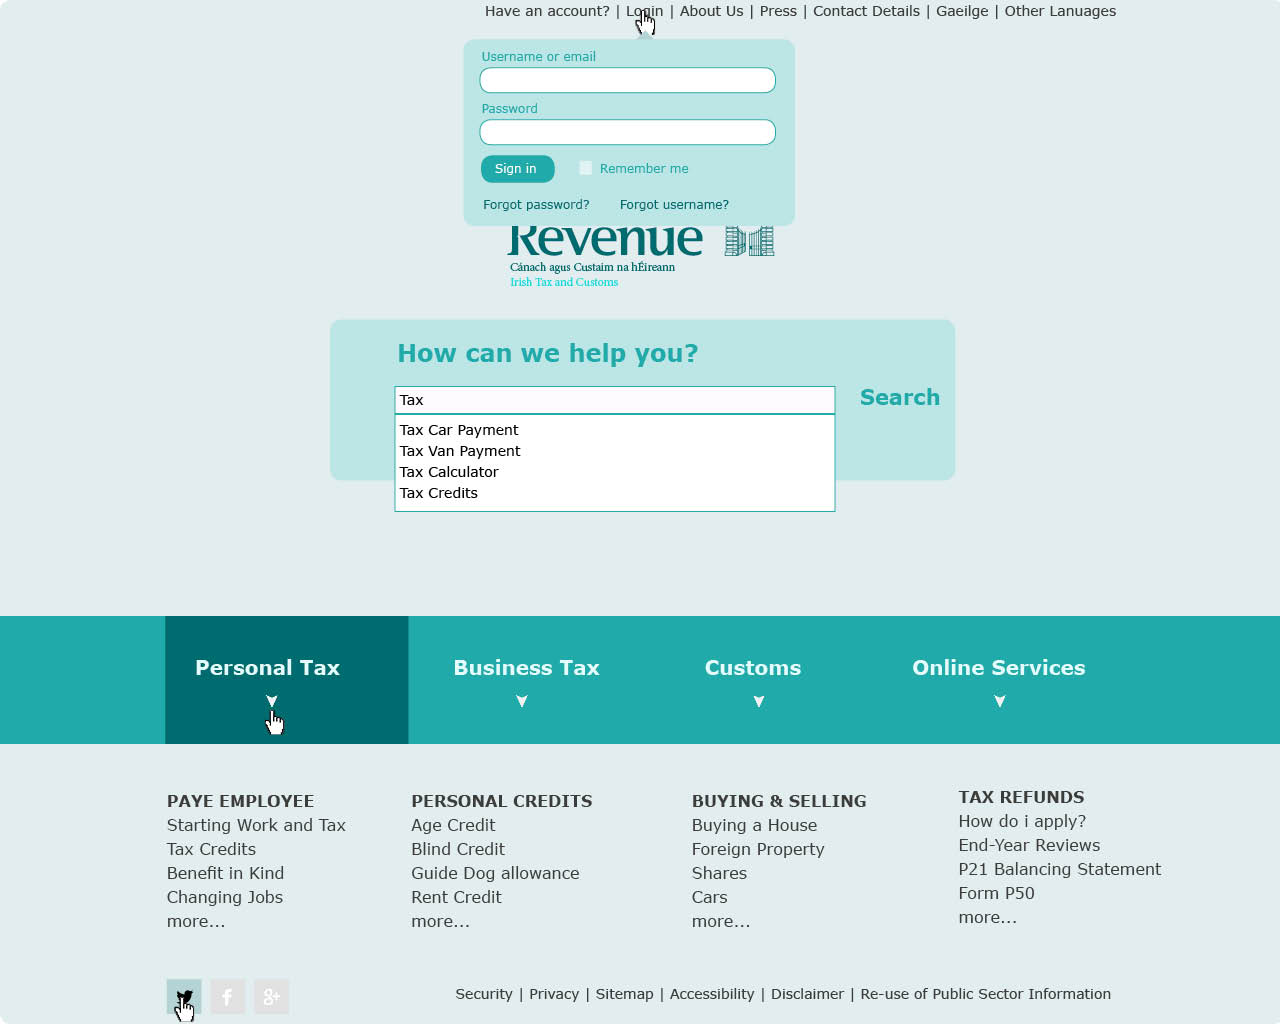 Have an account? | Login | About Us | Press | Contact Details | Gaeilge | Other Lanuages
Username or email
Password
Sign in
Remember me
Forgot password? Forgot username?
Revenue
Cánach agus Custaim na hÉireann
Irish Tax and Customs
How can we help you?
Tax
Search
Tax Car Payment
Tax Van Payment
Tax Calculator
Tax Credits
Personal Tax
Business Tax
Customs
Online Services
PAYE EMPLOYEE
Starting Work and Tax
Tax Credits
Benefit in Kind
Changing Jobs
more...
PERSONAL CREDITS
Age Credit
Blind Credit
Guide Dog allowance
Rent Credit
more...
BUYING & SELLING
Buying a House
Foreign Property
Shares
Cars
more...
TAX REFUNDS
How do i apply?
End-Year Reviews
P21 Balancing Statement
Form P50
more...
Security | Privacy | Sitemap | Accessibility | Disclaimer | Re-use of Public Sector Information